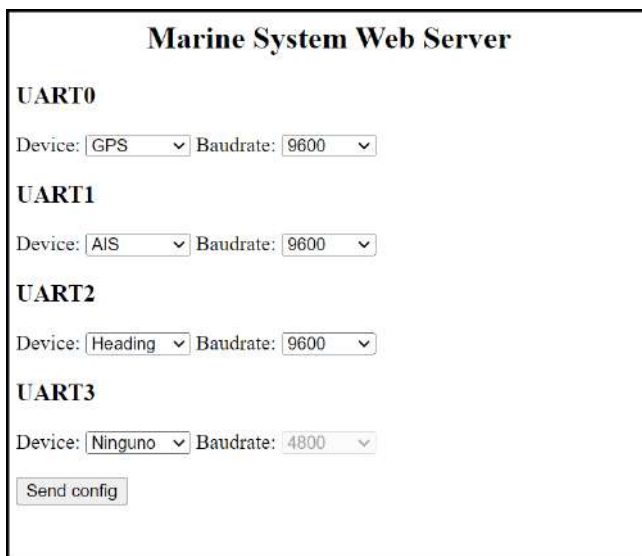 Marine System Web Server
UART0
Device: GPS Baudrate: 9600
UART1
Device: AIS Baudrate: 9600
UART2
Device: Heading Baudrate: 9600
UART3
Device: Ninguno Baudrate: 4800
Send config